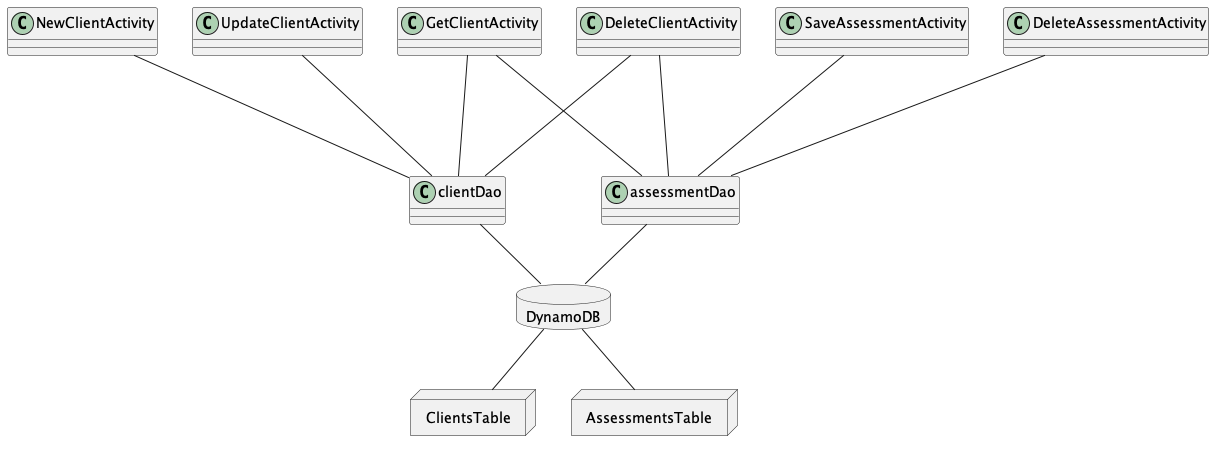 C NewClientActivity
C UpdateClientActivity
C GetClientActivity
C DeleteClientActivity
C SaveAssessmentActivity
C DeleteAssessmentActivity
C clientDao
C assessmentDao
DynamoDB
ClientsTable
AssessmentsTable